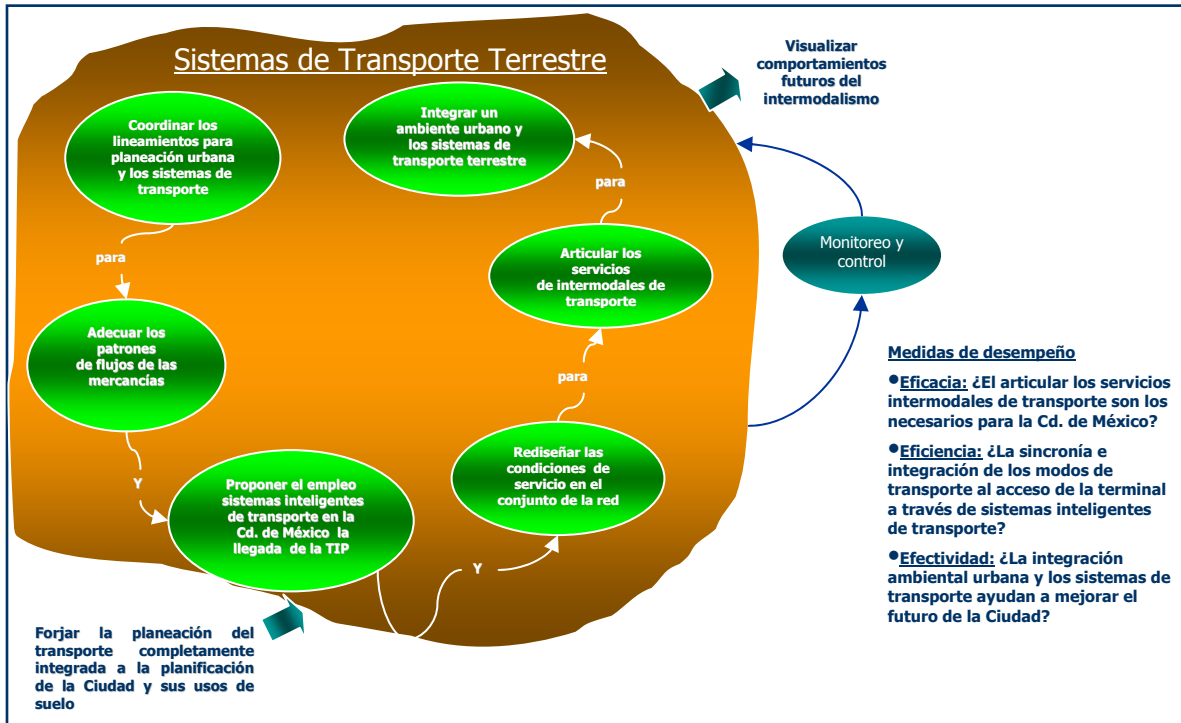 Sistemas de Transporte Terrestre
Coordinar los
lineamientos para
planeación urbana
y los sistemas de
transporte
para
Adecuar los
patrones
de flujos de las
mercancías
Y
Proponer el empleo
sistemas inteligentes
de transporte en la
Cd. de México la
llegada de la TIP
Y
Rediseñar las
condiciones de
servicio en el
conjunto de la red
para
Articular los
servicios
de intermodales de
transporte
para
Integrar un
ambiente urbano y
los sistemas de
transporte terrestre
Visualizar
comportamientos
futuros del
intermodalismo
Monitoreo y
control
Medidas de desempeño
•Eficacia: ¿El articular los servicios
intermodales de transporte son los
necesarios para la Cd. de México?
•Eficiencia: ¿La sincronía e
integración de los modos de
transporte al acceso de la terminal
a través de sistemas inteligentes
de transporte?
•Efectividad: ¿La integración
ambiental urbana y los sistemas de
transporte ayudan a mejorar el
futuro de la Ciudad?
Forjar la planeación del
transporte completamente
integrada a la planificación
de la Ciudad y sus usos de
suelo